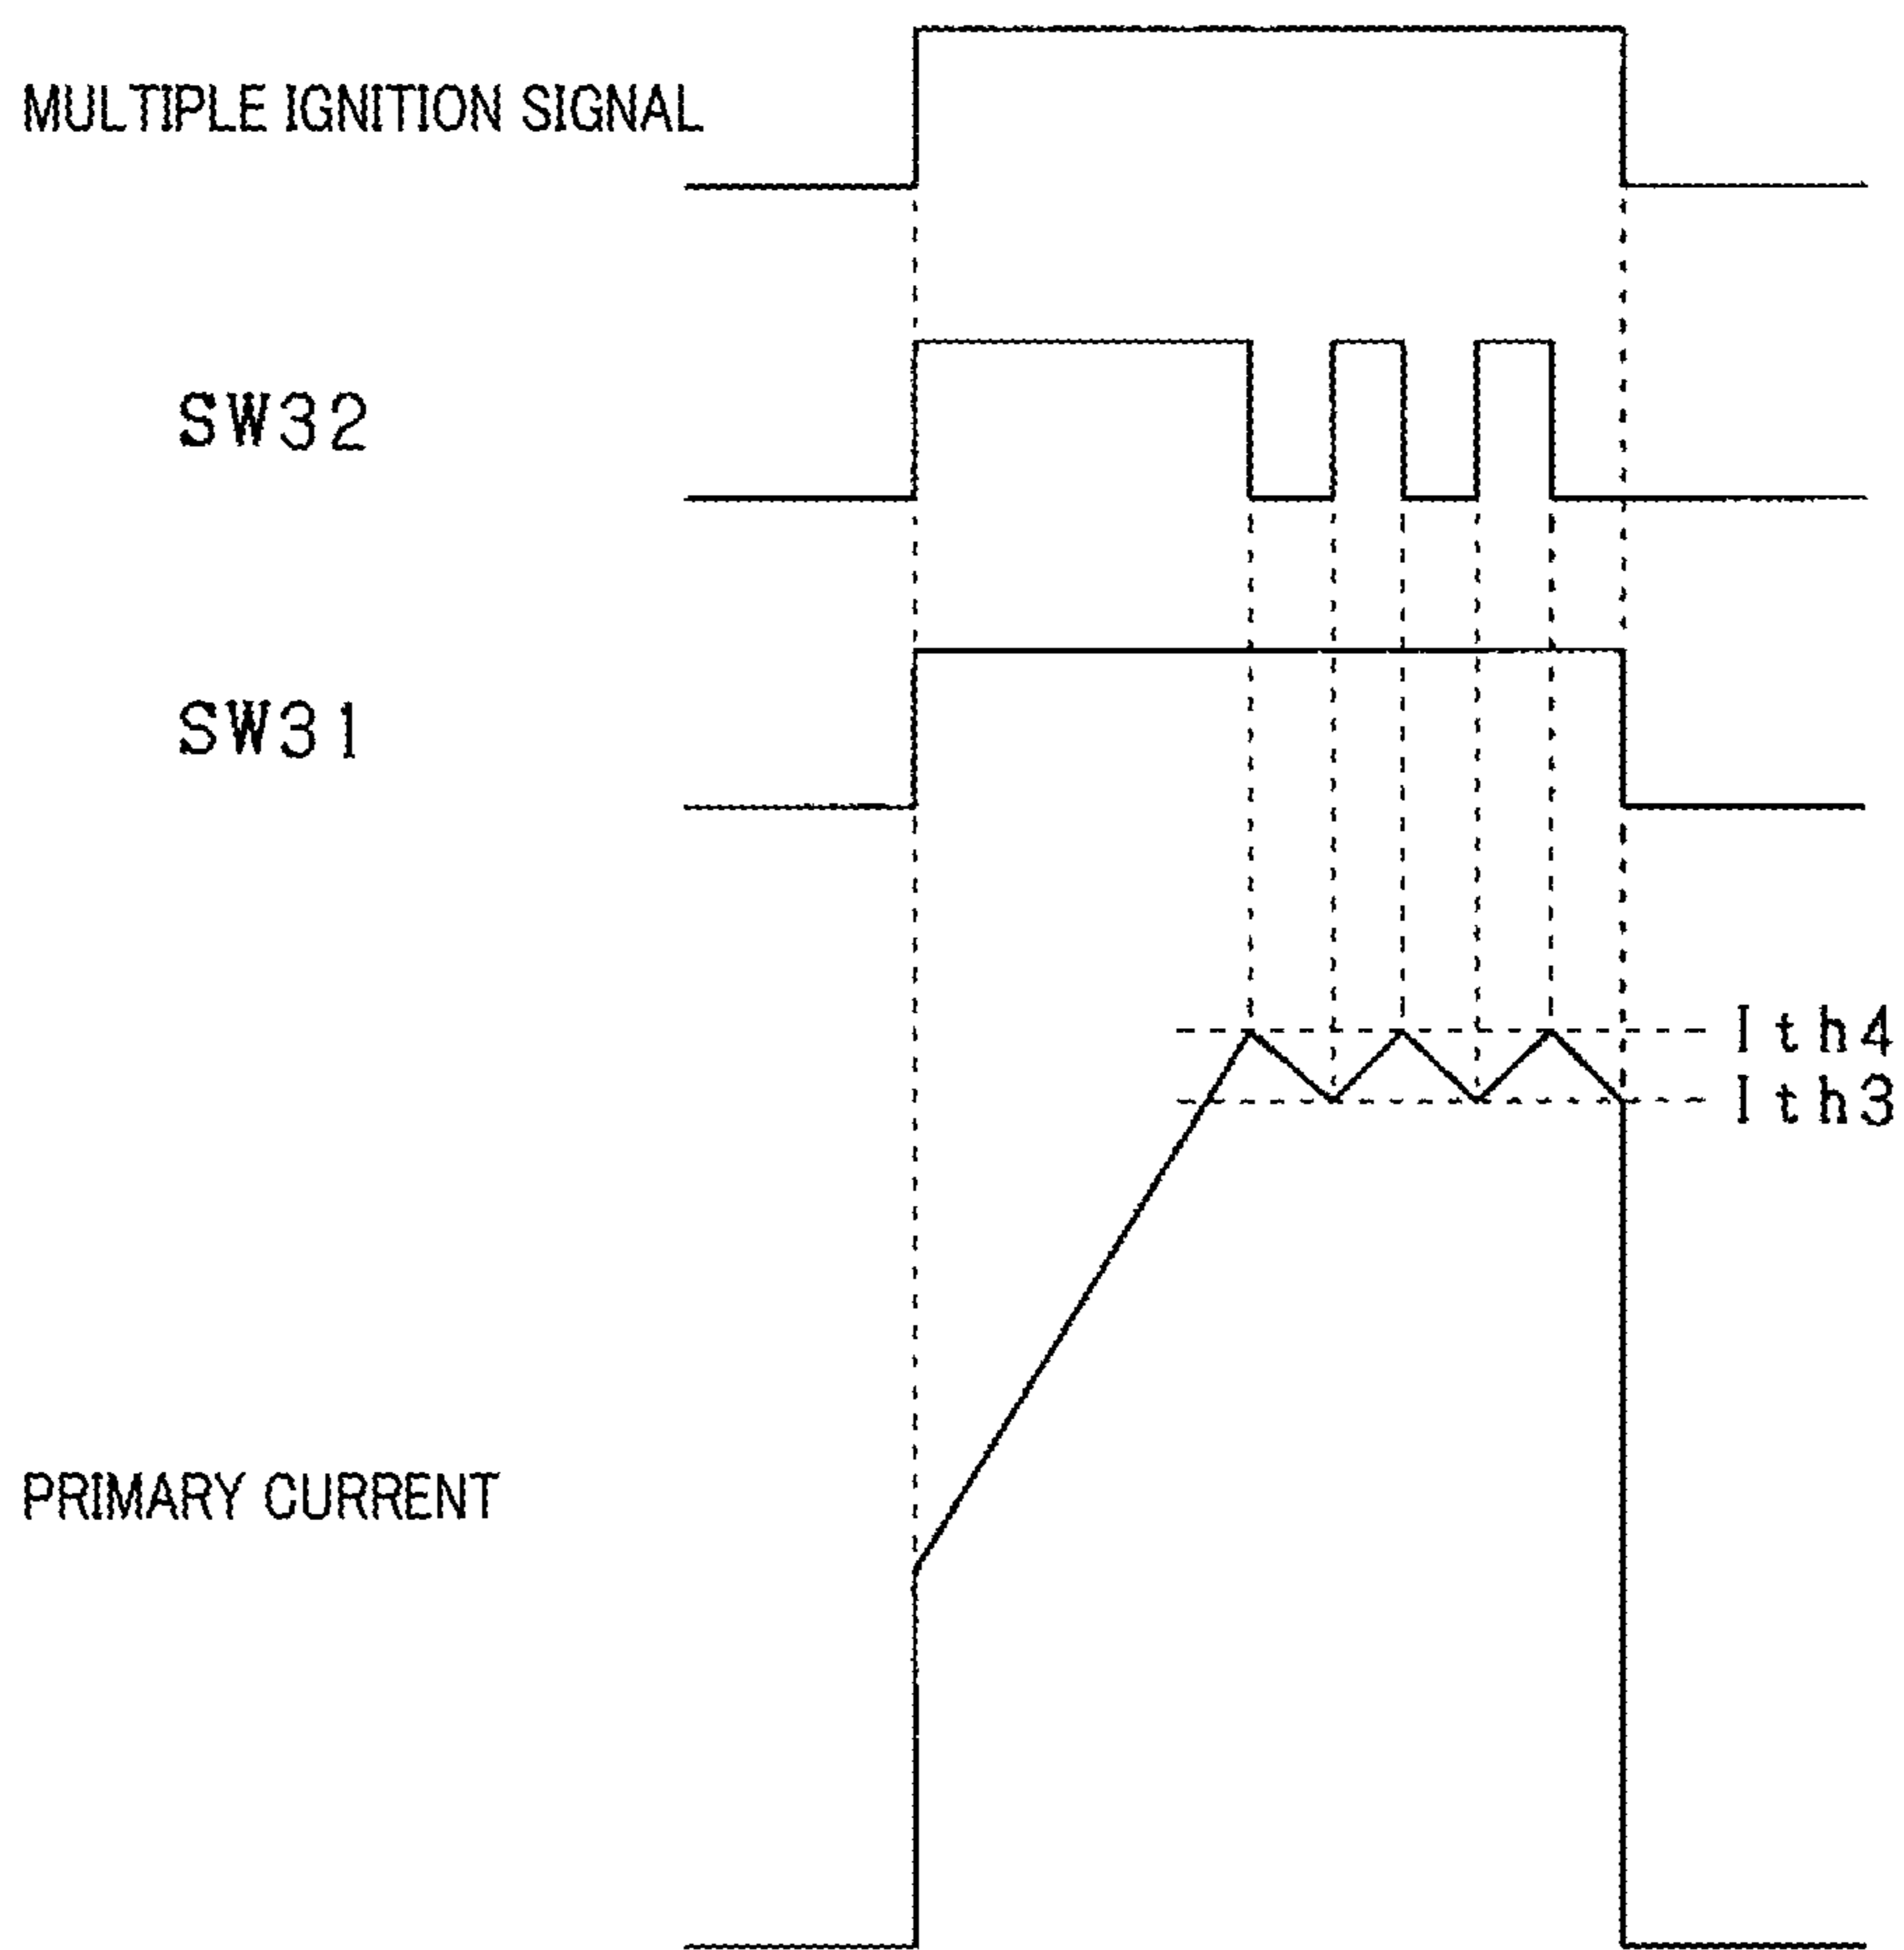 MULTIPLE IGNITION SIGNAL
SW32
SW31
Ith4
Ith3
PRIMARY CURRENT